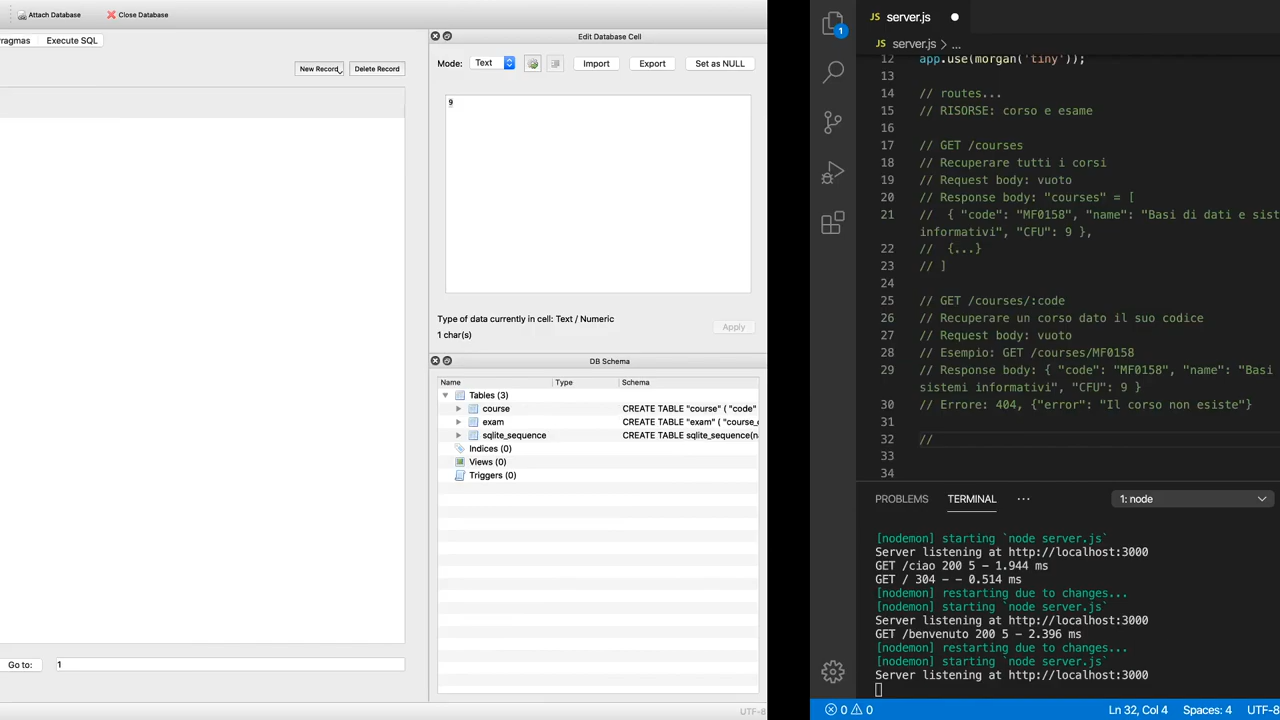 Attach Database
Close Database
ragmas
Execute SQL
New Record
Delete Record
Go to:
1
Edit Database Cell
Mode:
Text
Import
Export
Set as NULL
9
Type of data currently in cell: Text / Numeric
1 char(s)
Apply
DB Schema
Name
Type
Schema
Tables (3)
course
CREATE TABLE "course" ( "code"
exam
CREATE TABLE "exam" ( "course_
sqlite_sequence
CREATE TABLE sqlite_sequence(n
Indices (0)
Views (0)
Triggers (0)
UTF-8
1
JS server.js
JS server.js > ...
12 app.use(morgan('tiny'));
13
14 // routes...
15 // RISORSE: corso e esame
16
17 // GET /courses
18 // Recuperare tutti i corsi
19 // Request body: vuoto
20 // Response body: "courses" = [
21 // { "code": "MF0158", "name": "Basi di dati e sist
informativi", "CFU": 9 },
22 // {...}
23 // ]
24
25 // GET /courses/:code
26 // Recuperare un corso dato il suo codice
27 // Request body: vuoto
28 // Esempio: GET /courses/MF0158
29 // Response body: { "code": "MF0158", "name": "Basi
sistemi informativi", "CFU": 9 }
30 // Errore: 404, {"error": "Il corso non esiste"}
31
32 //
33
34
PROBLEMS
TERMINAL
...
1: node
[nodemon] starting `node server.js`
Server listening at http://localhost:3000
GET /ciao 200 5 - 1.944 ms
GET / 304 - - 0.514 ms
[nodemon] restarting due to changes...
[nodemon] starting `node server.js`
Server listening at http://localhost:3000
GET /benvenuto 200 5 - 2.396 ms
[nodemon] restarting due to changes...
[nodemon] starting `node server.js`
Server listening at http://localhost:3000
0
0
Ln 32, Col 4
Spaces: 4
UTF-8